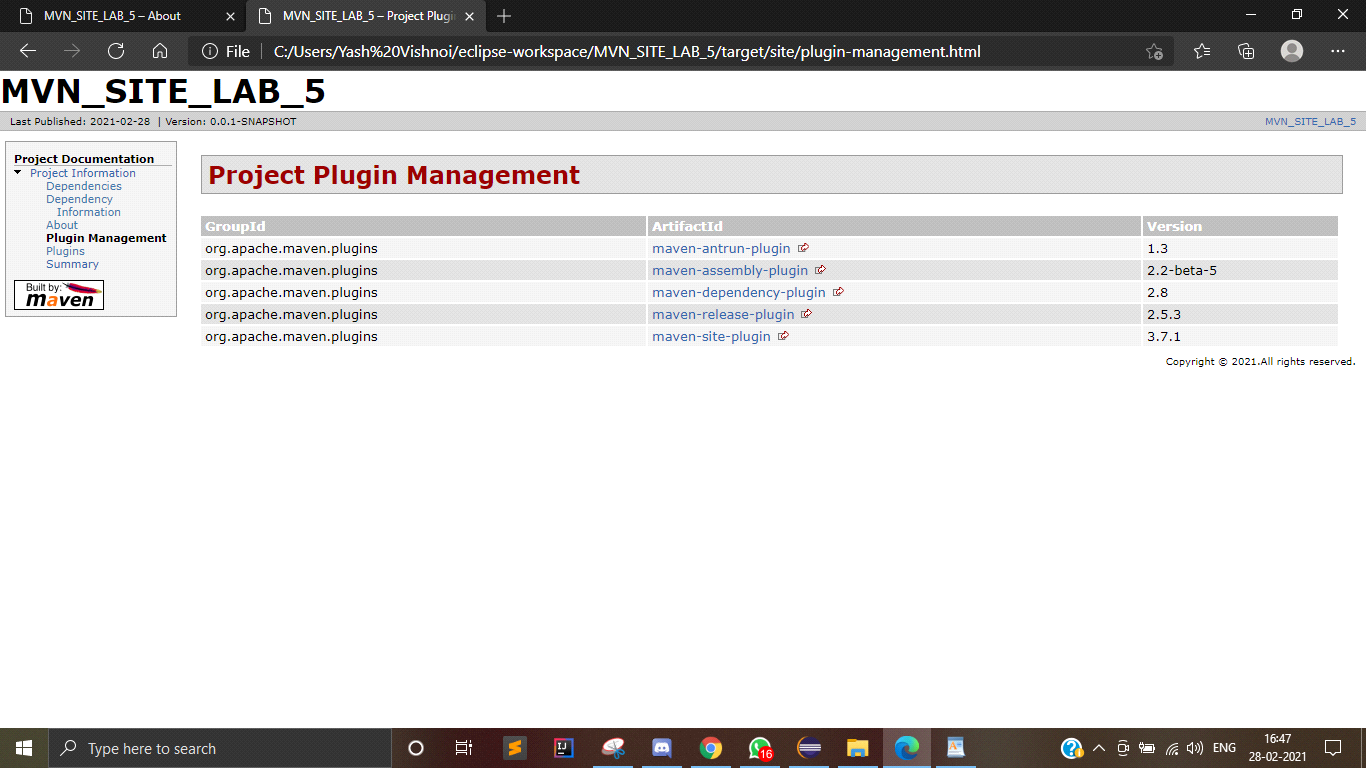 MVN_SITE_LAB_5 – About
MVN_SITE_LAB_5 – Project Plugin
File
C:/Users/Yash%20Vishnoi/eclipse-workspace/MVN_SITE_LAB_5/target/site/plugin-management.html
MVN_SITE_LAB_5
Last Published: 2021-02-28 | Version: 0.0.1-SNAPSHOT
MVN_SITE_LAB_5
Project Documentation
Project Information
Dependencies
Dependency
Information
About
Plugin Management
Plugins
Summary
Built by:
maven
Project Plugin Management
GroupId ArtifactId Version
org.apache.maven.plugins maven-antrun-plugin 1.3
org.apache.maven.plugins maven-assembly-plugin 2.2-beta-5
org.apache.maven.plugins maven-dependency-plugin 2.8
org.apache.maven.plugins maven-release-plugin 2.5.3
org.apache.maven.plugins maven-site-plugin 3.7.1
Copyright © 2021.All rights reserved.
Type here to search
IJ
16
ENG
16:47
28-02-2021